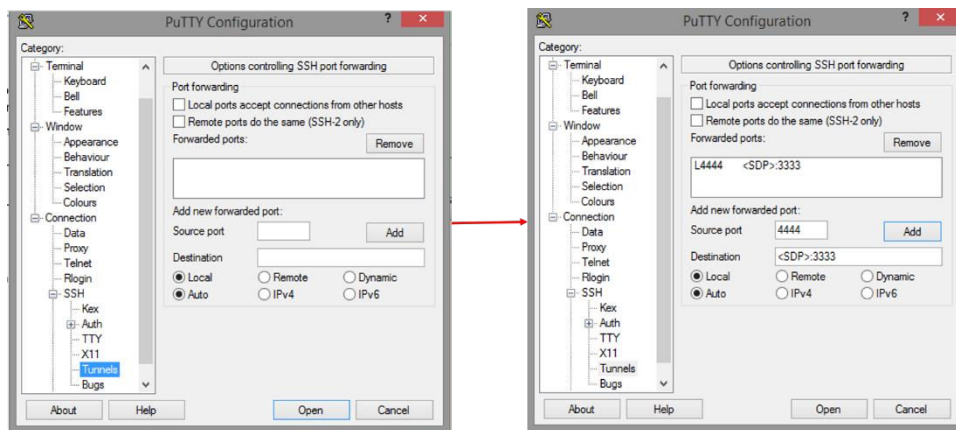 PuTTY Configuration
?
×
Category:
Terminal
Keyboard
Bell
Features
Window
Appearance
Behaviour
Translation
Selection
Colours
Connection
Data
Proxy
Telnet
Rlogin
SSH
Kex
Auth
TTY
X11
Tunnels
Bugs
Options controlling SSH port forwarding
Port forwarding
Local ports accept connections from other hosts
Remote ports do the same (SSH-2 only)
Forwarded ports:
Remove
Add new forwarded port:
Source port
Add
Destination
Local Remote Dynamic
Auto IPv4 IPv6
About Help Open Cancel
PuTTY Configuration
?
×
Category:
Terminal
Keyboard
Bell
Features
Window
Appearance
Behaviour
Translation
Selection
Colours
Connection
Data
Proxy
Telnet
Rlogin
SSH
Kex
Auth
TTY
X11
Tunnels
Bugs
Options controlling SSH port forwarding
Port forwarding
Local ports accept connections from other hosts
Remote ports do the same (SSH-2 only)
Forwarded ports:
Remove
L4444 <SDP>:3333
Add new forwarded port:
Source port 4444 Add
Destination <SDP>:3333
Local Remote Dynamic
Auto IPv4 IPv6
About Help Open Cancel